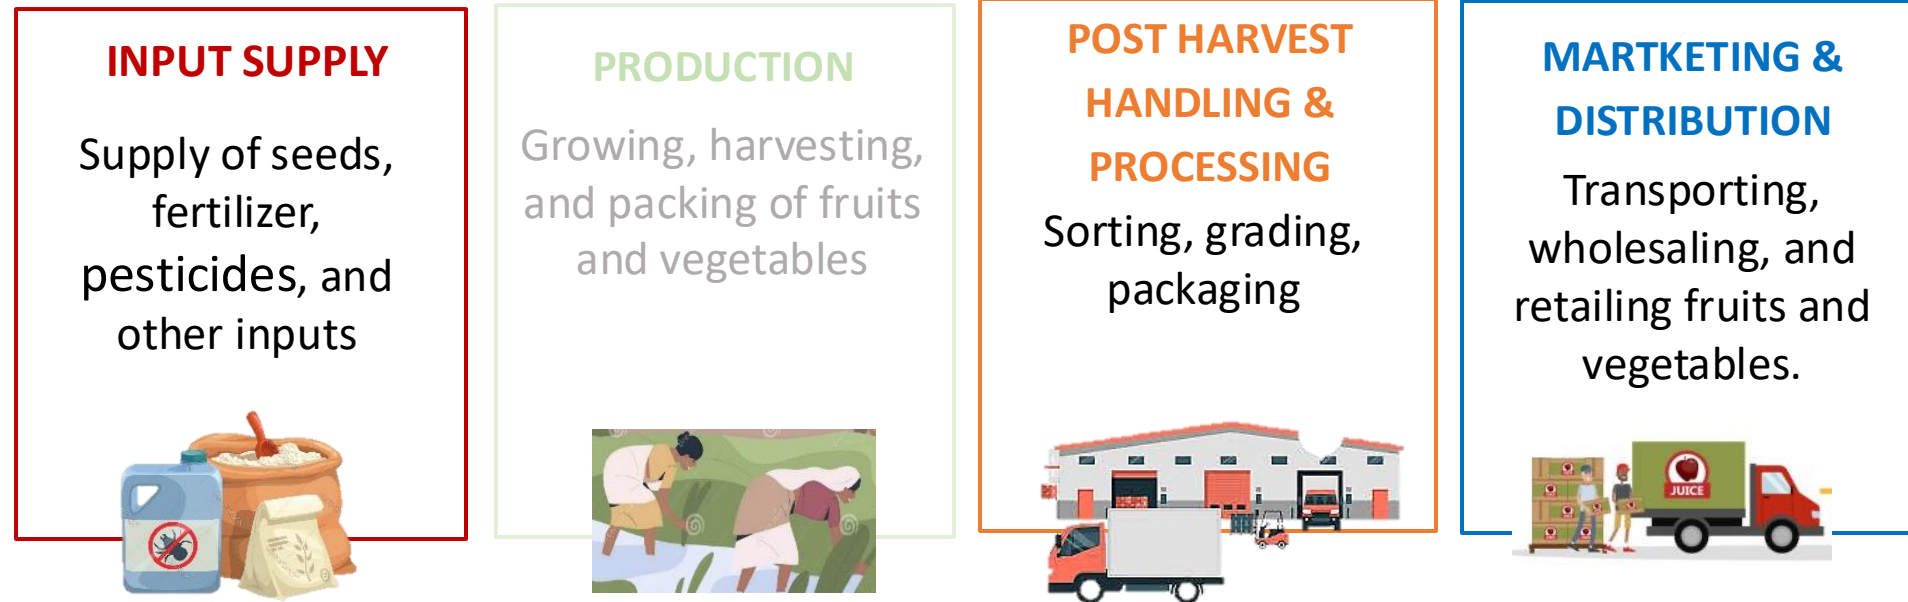 INPUT SUPPLY
Supply of seeds,
fertilizer,
pesticides, and
other inputs
PRODUCTION
Growing, harvesting,
and packing of fruits
and vegetables
POST HARVEST
HANDLING &
PROCESSING
Sorting, grading,
packaging
MARTKETING &
DISTRIBUTION
Transporting,
wholesaling, and
retailing fruits and
vegetables.
JUICE